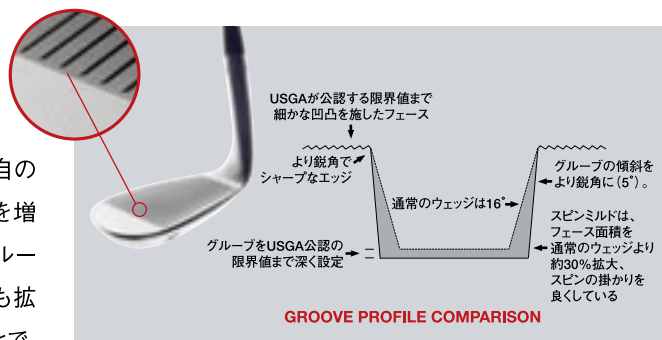 自の
を増
ルー
も拡
USGAが公認する限界値まで
細かな凹凸を施したフェース
より鋭角で
シャープなエッジ
通常のウェッジは16°
グルーブの傾斜を
より鋭角に(5°)。
グルーブをUSGA公認の
限界値まで深く設定
スピンミルドは、
フェース面積を
通常のウェッジより
約30%拡大、
スピンの掛かりを
良くしている
GROOVE PROFILE COMPARISON